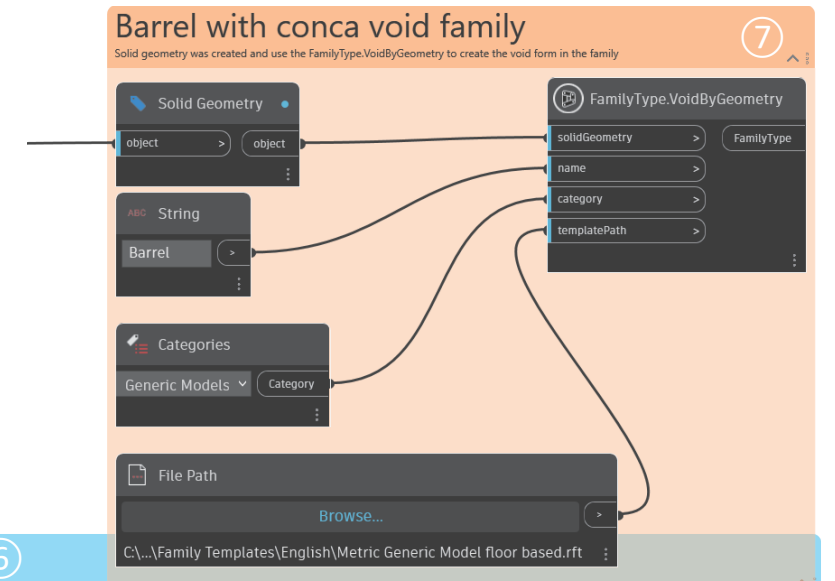 Barrel with conca void family
⑦
Solid geometry was created and use the FamilyType.VoidByGeometry to create the void form in the family
Solid Geometry
object >
object
FamilyType.VoidByGeometry
solidGeometry >
FamilyType
name >
category >
templatePath >
ABC String
Barrel
>
Categories
Generic Models
Category
File Path
Browse...
>
C:\...\Family Templates\English\Metric Generic Model floor based.rft